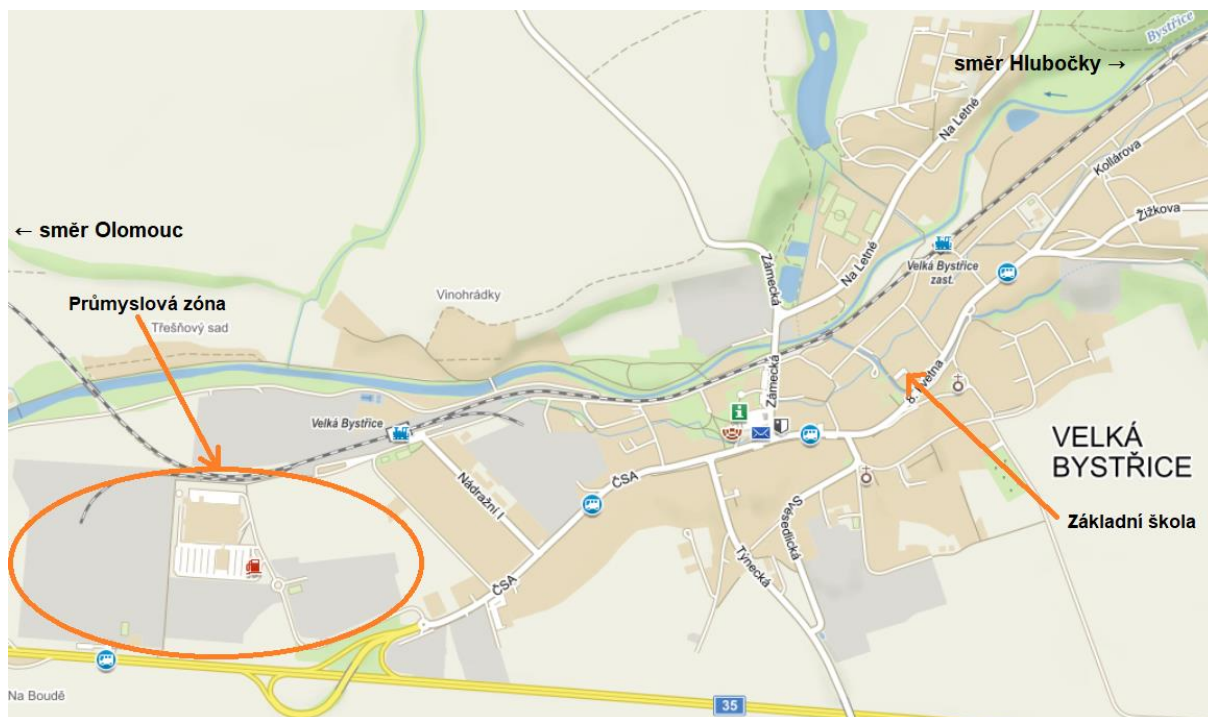 Bystřice
směr Hlubočky →
Na Letné
Kollárova
Žižkova
← směr Olomouc
Na Letné
Zámecká
Velká Bystřice
zast.
Průmyslová zóna
Vinohrádky
Třešňový sad
Zámecká
8. května
Velká Bystřice
VELKÁ
BYSTŘICE
ČSA
Nádražní I
Svésedlická
Základní škola
Týnecká
ČSA
Na Boudě
35